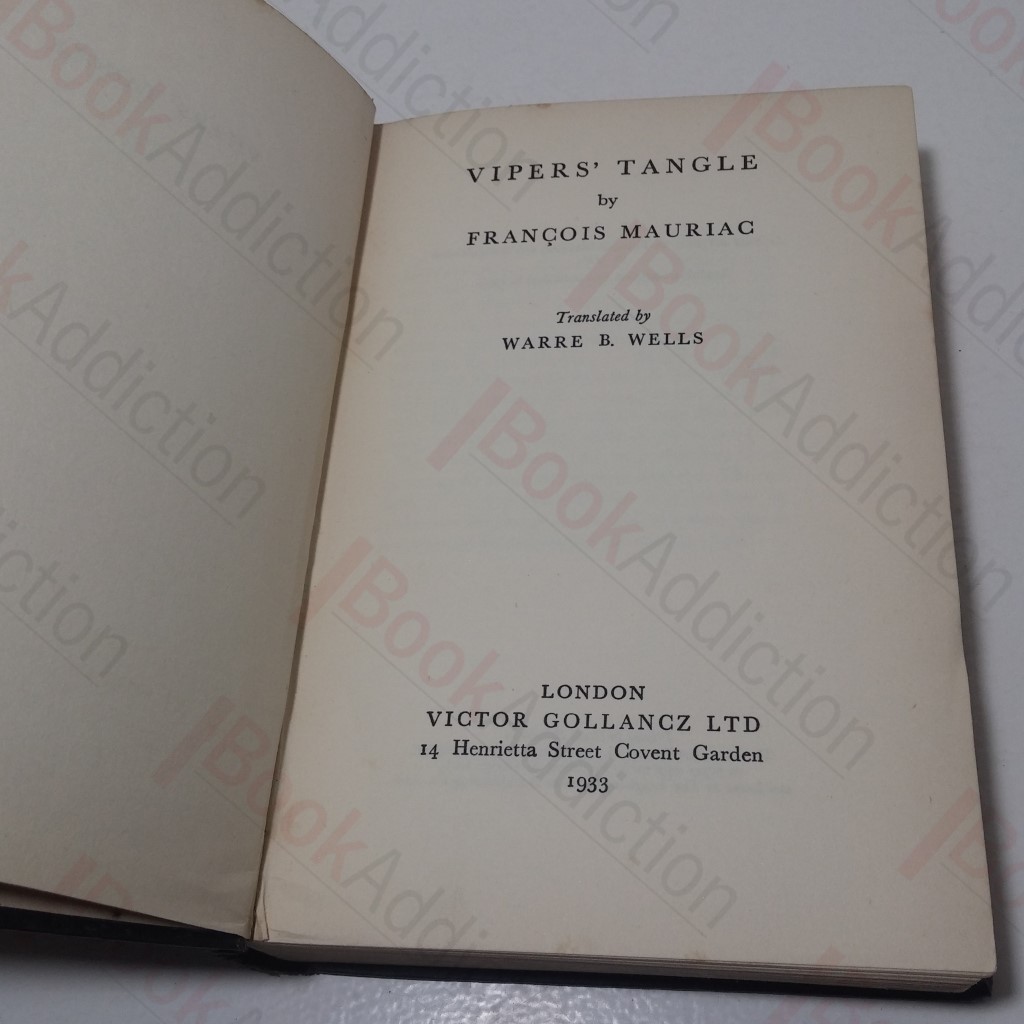 VIPERS' TANGLE
by
FRANÇOIS MAURIAC
Translated by
WARRE B. WELLS
LONDON
VICTOR GOLLANCZ LTD
14 Henrietta Street Covent Garden
1933
BookAddiction